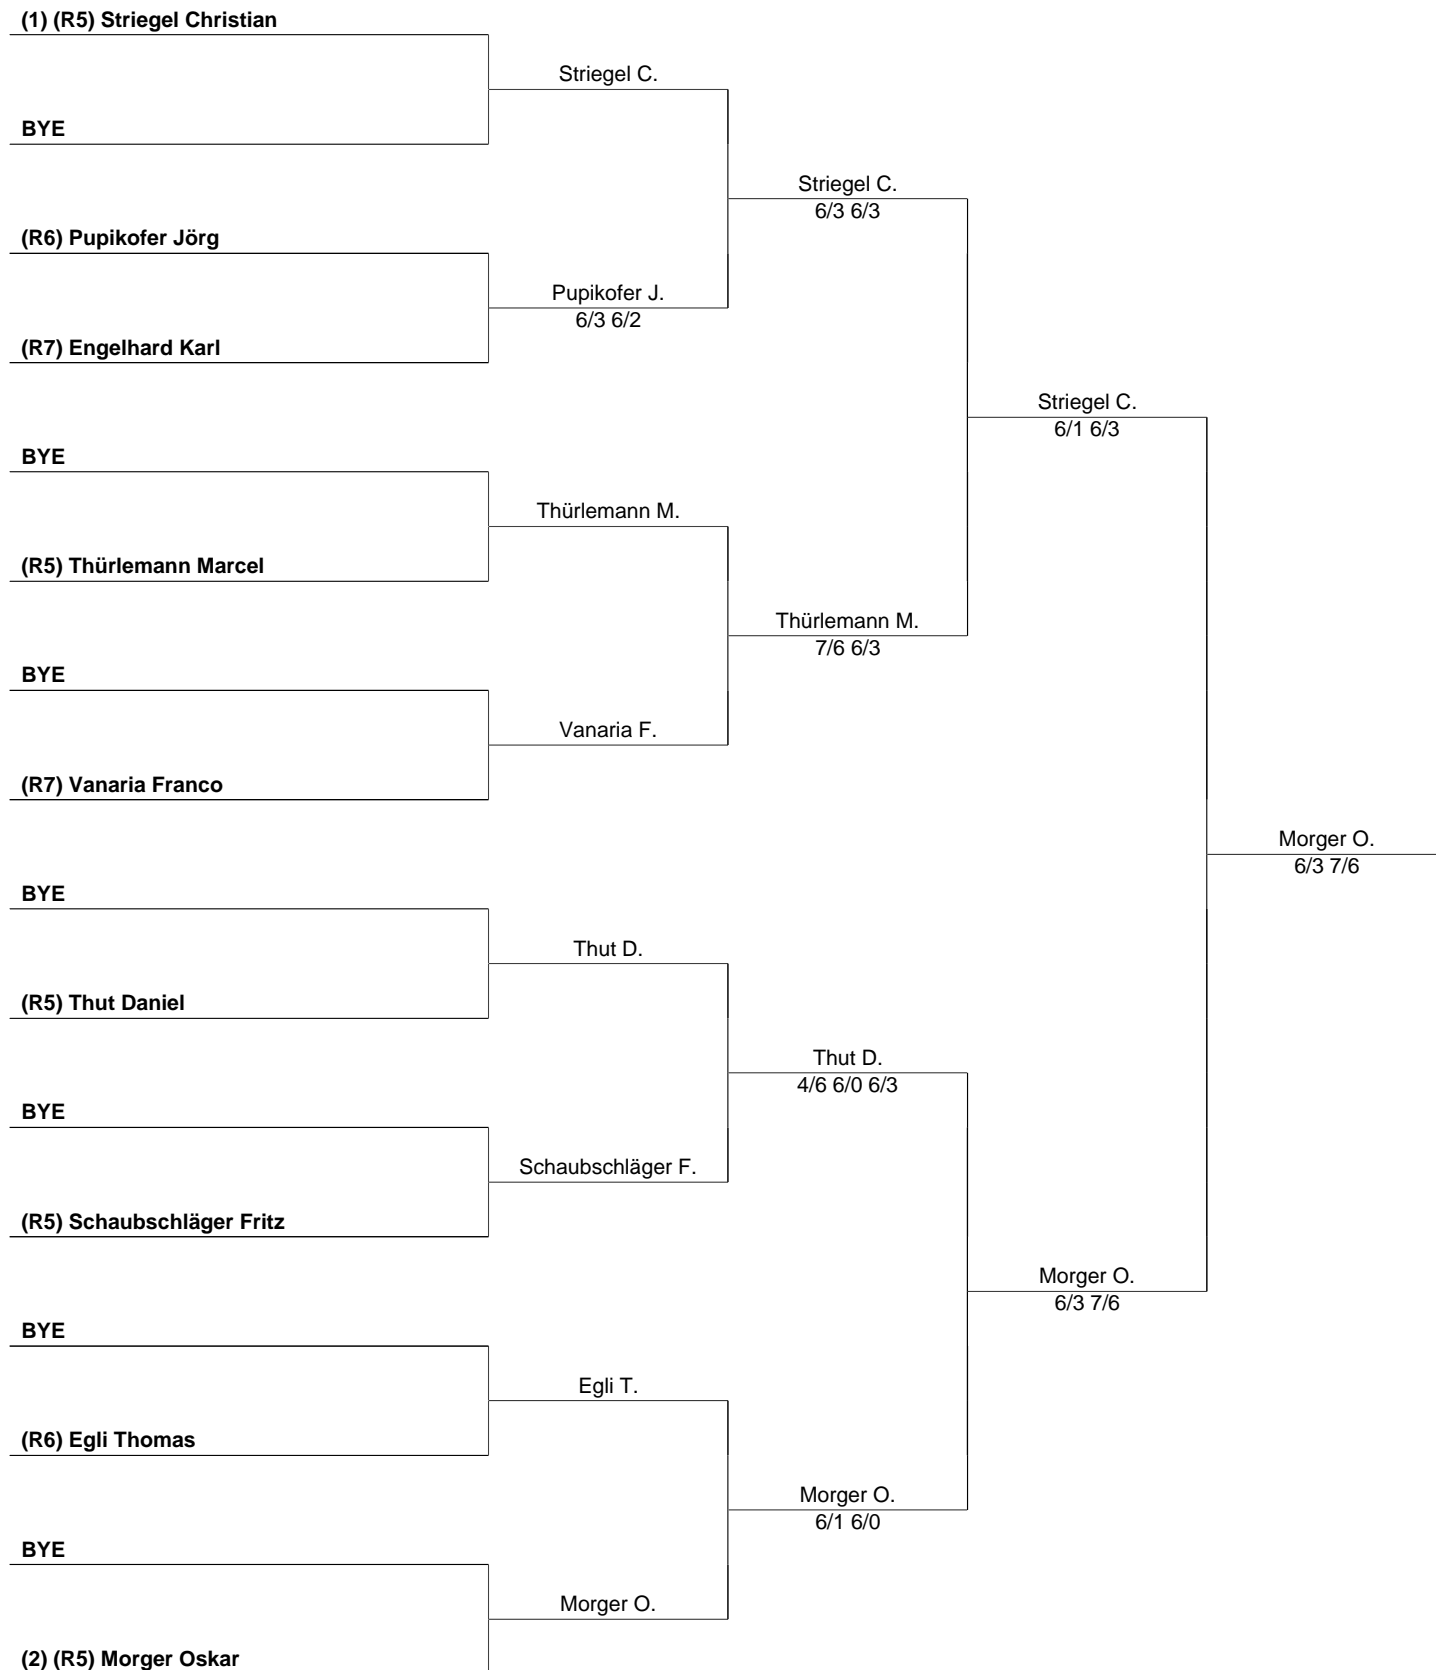 (1) (R5) Striegel Christian
Striegel C.
BYE
Striegel C.
6/3 6/3
(R6) Pupikofer Jörg
Pupikofer J.
6/3 6/2
(R7) Engelhard Karl
Striegel C.
6/1 6/3
BYE
Thürlemann M.
(R5) Thürlemann Marcel
Thürlemann M.
7/6 6/3
BYE
Vanaria F.
(R7) Vanaria Franco
Morger O.
6/3 7/6
BYE
Thut D.
(R5) Thut Daniel
Thut D.
4/6 6/0 6/3
BYE
Schaubschläger F.
(R5) Schaubschläger Fritz
Morger O.
6/3 7/6
BYE
Egli T.
(R6) Egli Thomas
Morger O.
6/1 6/0
BYE
Morger O.
(2) (R5) Morger Oskar